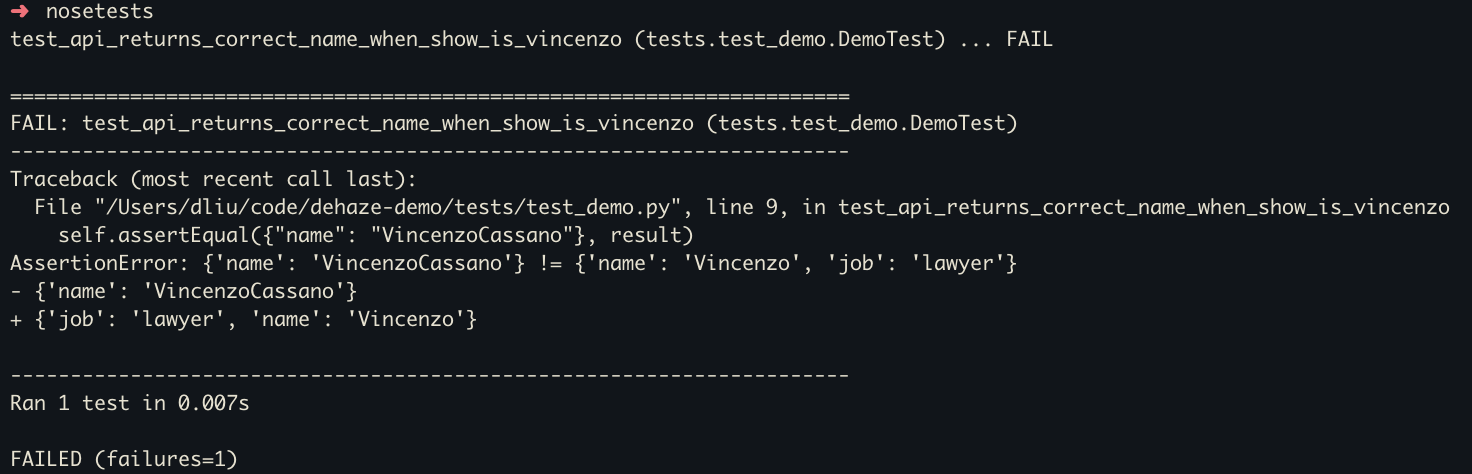 ➜ nosetests
test_api_returns_correct_name_when_show_is_vincenzo (tests.test_demo.DemoTest) ... FAIL
======================================================================
FAIL: test_api_returns_correct_name_when_show_is_vincenzo (tests.test_demo.DemoTest)
----------------------------------------------------------------------
Traceback (most recent call last):
  File "/Users/dliu/code/dehaze-demo/tests/test_demo.py", line 9, in test_api_returns_correct_name_when_show_is_vincenzo
    self.assertEqual({"name": "VincenzoCassano"}, result)
AssertionError: {'name': 'VincenzoCassano'} != {'name': 'Vincenzo', 'job': 'lawyer'}
- {'name': 'VincenzoCassano'}
+ {'job': 'lawyer', 'name': 'Vincenzo'}
----------------------------------------------------------------------
Ran 1 test in 0.007s
FAILED (failures=1)